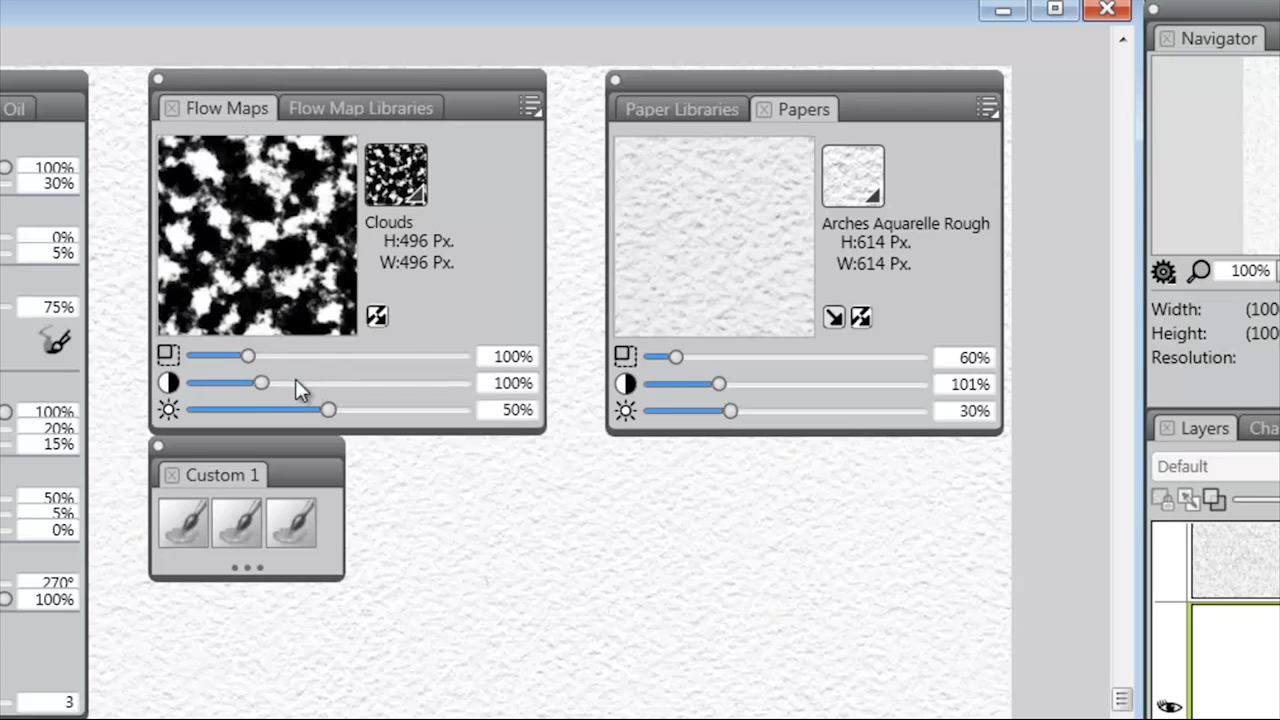 Oil
100%
30%
0%
5%
75%
100%
20%
15%
50%
5%
0%
270°
100%
3
Flow Maps
Flow Map Libraries
Clouds
H:496 Px.
W:496 Px.
100%
100%
50%
Custom 1
Paper Libraries
Papers
Arches Aquarelle Rough
H:614 Px.
W:614 Px.
60%
101%
30%
Navigator
100%
Width: (100
Height: (100
Resolution:
Layers
Cha
Default